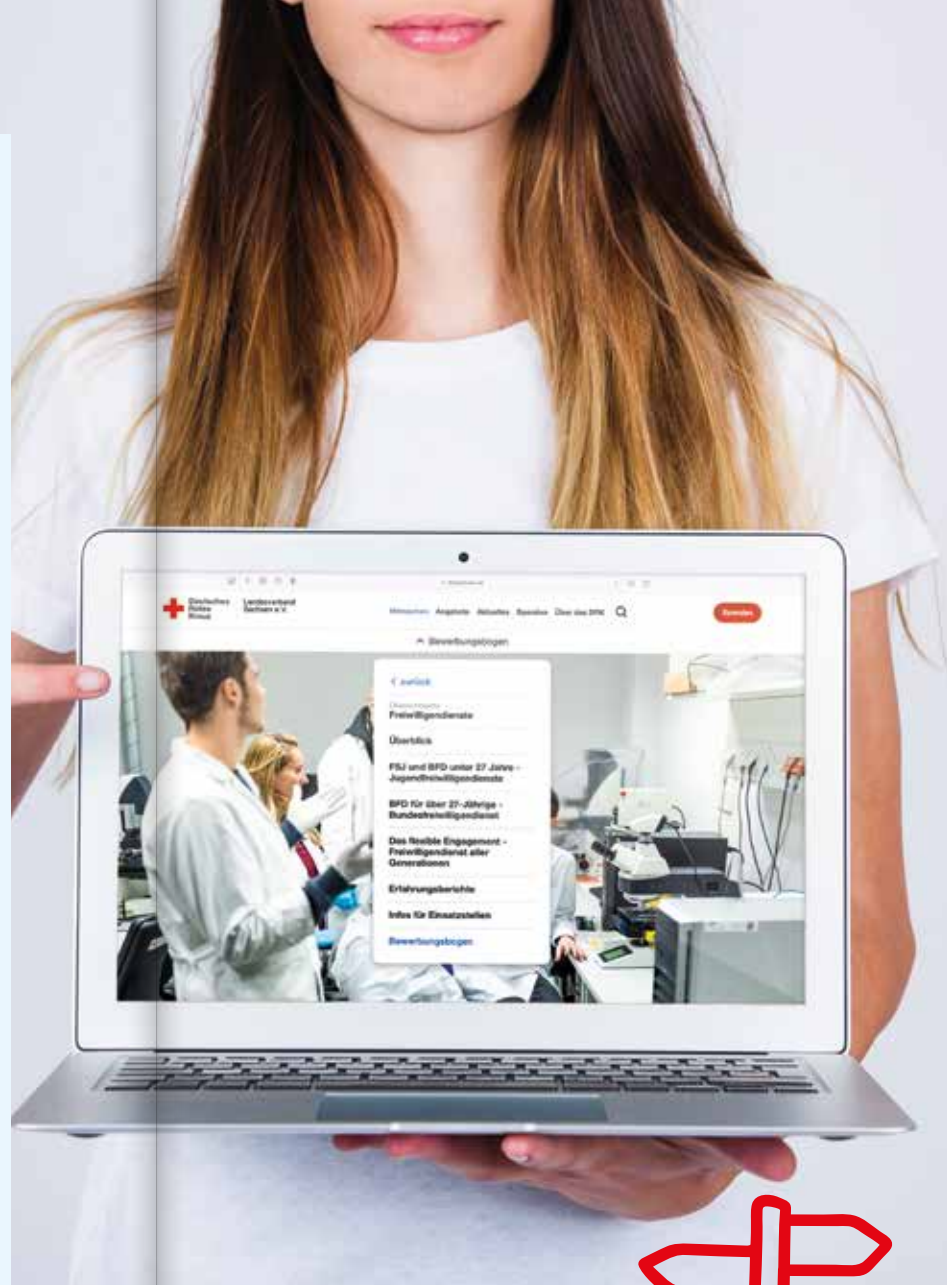 Deutsches
Rotes
Kreuz
Landesverband
Sachsen e.V.
Mitmachen Angebote Aktuelles Spenden Über das DRK
Spenden
Bewerbungsbogen
zurück
Freiwilligendienste
Überblick
FSJ und BFD unter 27 Jahre -
Jugendfreiwilligendienste
BFD für über 27-Jährige -
Bundesfreiwilligendienst
Das flexible Engagement -
Freiwilligendienst aller
Generationen
Erfahrungsberichte
Infos für Einsatzstellen
Bewerbungsbogen